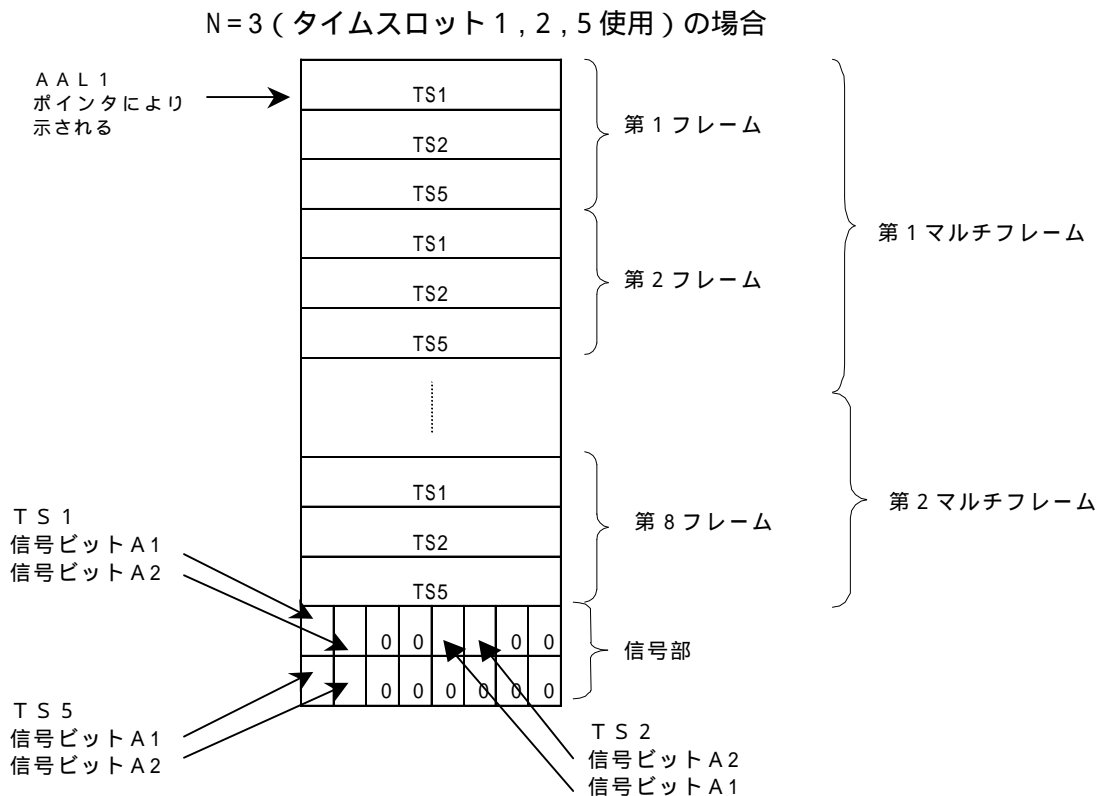 N=3（タイムスロット1,2,5使用）の場合
AAL1
ポインタにより
示される
TS1
TS2
TS5
第1フレーム
TS1
TS2
TS5
第2フレーム
第1マルチフレーム
TS1
TS2
TS5
第8フレーム
第2マルチフレーム
TS1
信号ビットA1
信号ビットA2
0 0 0 0
0 0 0 0 0 0
信号部
TS5
信号ビットA1
信号ビットA2
TS2
信号ビットA2
信号ビットA1